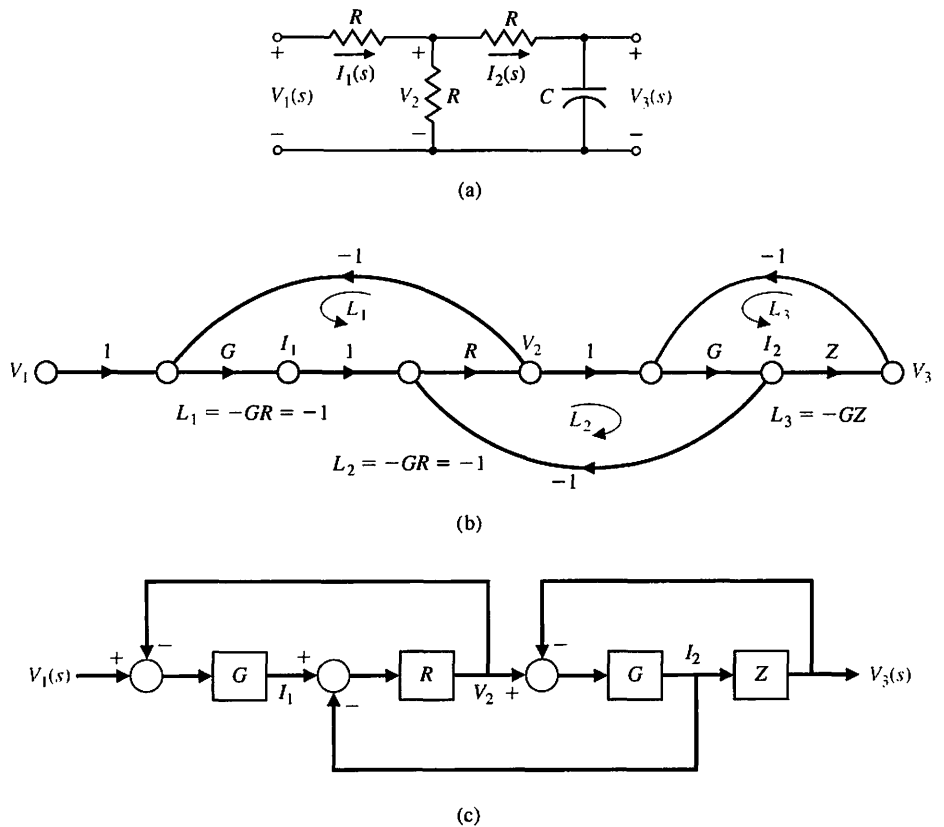 R R
+ + +
I₁(s) I₂(s)
V₁(s) V₂ R C V₃(s)
− − −
(a)
−1 −1
L₁ L₃
V₁ 1 G I₁ 1 R V₂ 1 G I₂ Z V₃
L₁ = −GR = −1 L₂ L₃ = −GZ
L₂ = −GR = −1
−1
(b)
− −
V₁(s) + G I₁ + R V₂ + G I₂ Z V₃(s)
−
(c)